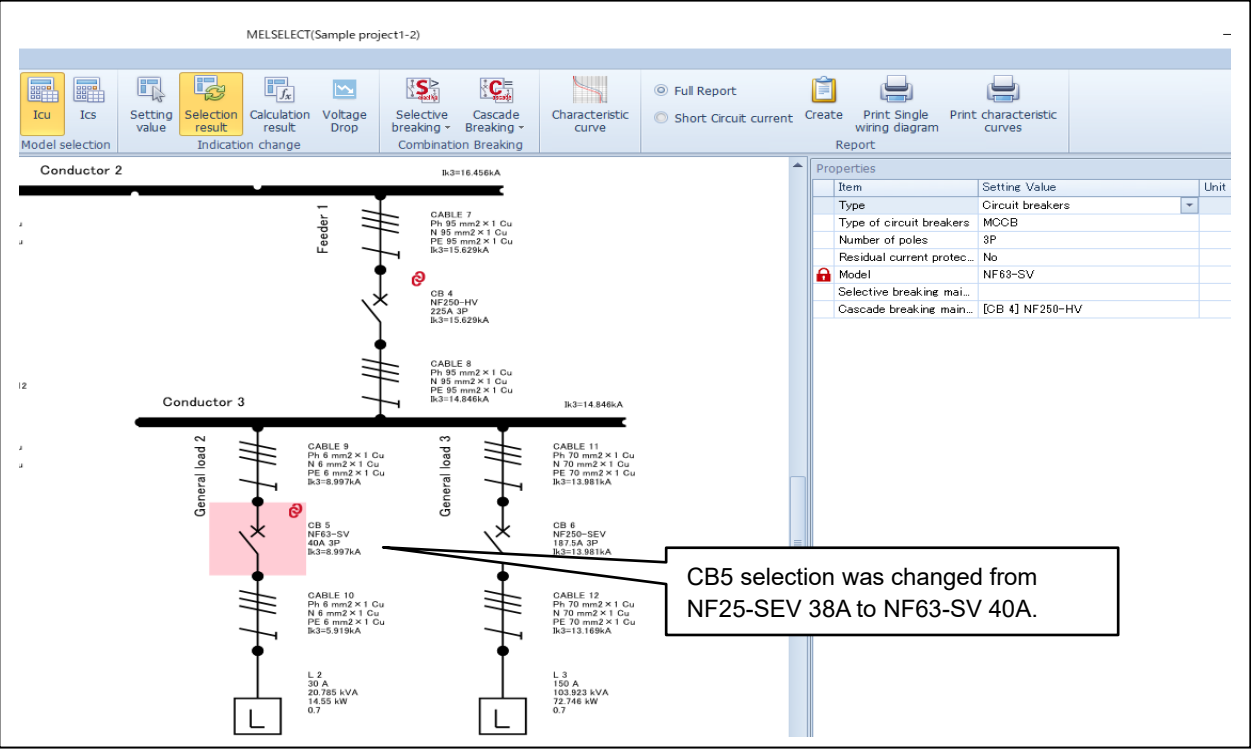 MELSELECT(Sample project1-2)
Icu
Ics
Model selection
Setting
value
Selection
result
Calculation
result
Voltage
Drop
Indication change
Selective
breaking
Cascade
Breaking
Combination Breaking
Characteristic
curve
Full Report
Short Circuit current
Create
Print Single
wiring diagram
Print characteristic
curves
Report
Conductor 2
Ik3=16.456kA
Feeder 1
CABLE 7
Ph 95 mm2×1 Cu
N 95 mm2×1 Cu
PE 95 mm2×1 Cu
Ik3=15.629kA
CB 4
NF250-HV
225A 3P
Ik3=15.629kA
CABLE 8
Ph 95 mm2×1 Cu
N 95 mm2×1 Cu
PE 95 mm2×1 Cu
Ik3=14.846kA
12
Conductor 3
Ik3=14.846kA
General load 2
CABLE 9
Ph 6 mm2×1 Cu
N 6 mm2×1 Cu
PE 6 mm2×1 Cu
Ik3=8.997kA
CB 5
NF63-SV
40A 3P
Ik3=8.997kA
CABLE 10
Ph 6 mm2×1 Cu
N 6 mm2×1 Cu
PE 6 mm2×1 Cu
Ik3=5.919kA
L 2
30 A
20.785 kVA
14.55 kW
0.7
L
General load 3
CABLE 11
Ph 70 mm2×1 Cu
N 70 mm2×1 Cu
PE 70 mm2×1 Cu
Ik3=13.981kA
CB 6
NF250-SEV
187.5A 3P
Ik3=13.981kA
CABLE 12
Ph 70 mm2×1 Cu
N 70 mm2×1 Cu
PE 70 mm2×1 Cu
Ik3=13.169kA
L 3
150 A
103.923 kVA
72.746 kW
0.7
L
Properties
Item Setting Value Unit
Type Circuit breakers
Type of circuit breakers MCCB
Number of poles 3P
Residual current protec... No
Model NF63-SV
Selective breaking mai...
Cascade breaking main... [CB 4] NF250-HV
CB5 selection was changed from
NF25-SEV 38A to NF63-SV 40A.